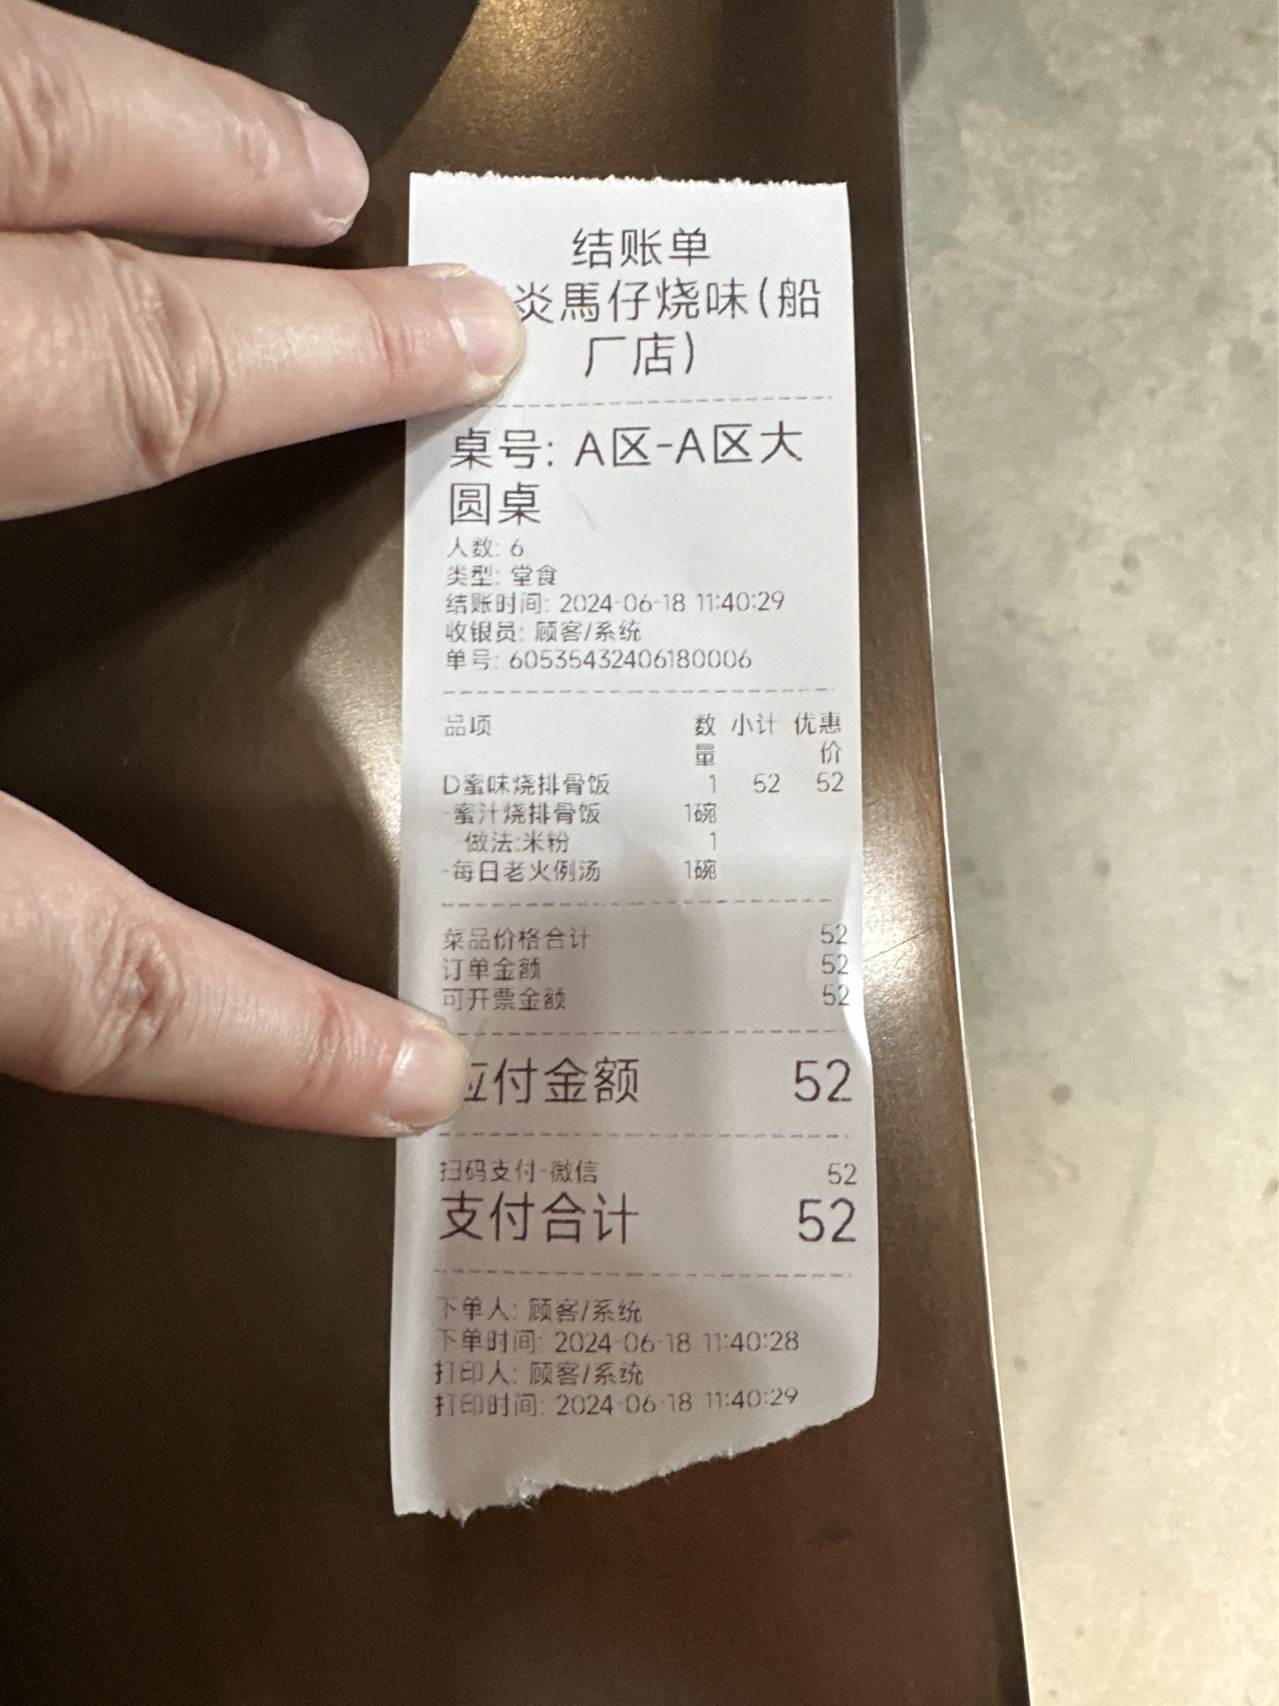 结账单
炎馬仔烧味(船
厂店)
桌号: A区-A区大
圆桌
人数: 6
类型: 堂食
结账时间: 2024-06-18 11:40:29
收银员: 顾客/系统
单号: 60535432406180006
品项 数量 小计 优惠价
D蜜味烧排骨饭 1 52 52
-蜜汁烧排骨饭 1碗
做法:米粉 1
-每日老火例汤 1碗
菜品价格合计 52
订单金额 52
可开票金额 52
应付金额 52
扫码支付-微信 52
支付合计 52
下单人: 顾客/系统
下单时间: 2024-06-18 11:40:28
打印人: 顾客/系统
打印时间: 2024-06-18 11:40:29